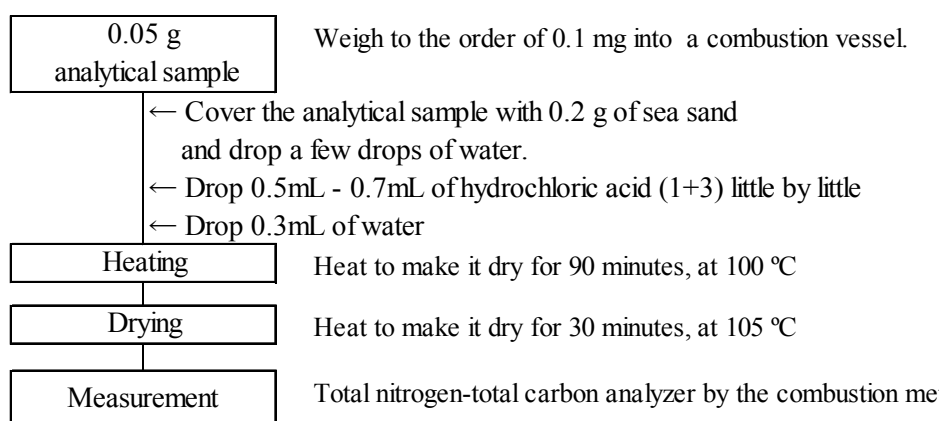 0.05 g
analytical sample
Weigh to the order of 0.1 mg into a combustion vessel.
← Cover the analytical sample with 0.2 g of sea sand
and drop a few drops of water.
← Drop 0.5mL - 0.7mL of hydrochloric acid (1+3) little by little
← Drop 0.3mL of water
Heating
Heat to make it dry for 90 minutes, at 100 ºC
Drying
Heat to make it dry for 30 minutes, at 105 ºC
Measurement
Total nitrogen-total carbon analyzer by the combustion me